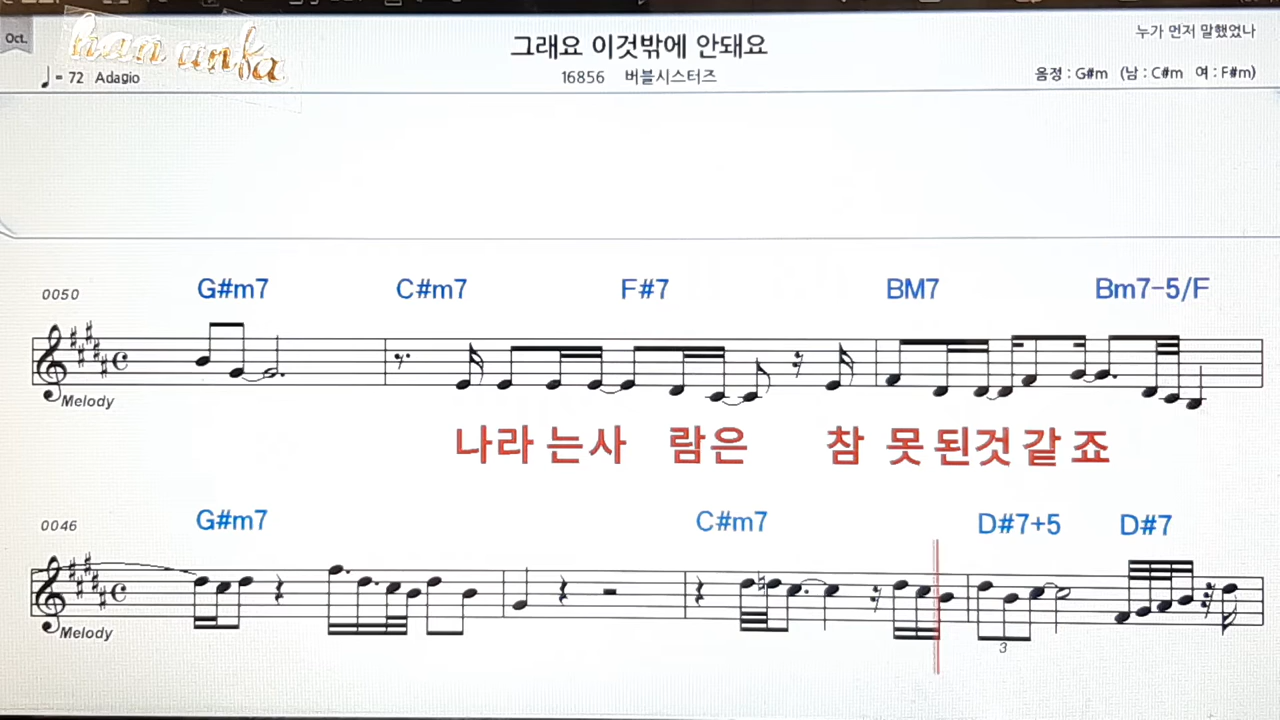 Oct.
han un fa
그래요 이것밖에 안돼요
누가 먼저 말했었나
♩= 72 Adagio
16856 버블시스터즈
음정 : G#m (남 : C#m 여 : F#m)
0050 G#m7 C#m7 F#7 BM7 Bm7-5/F
Melody
나라 는사 람은 참 못된것같 죠
0046 G#m7 C#m7 D#7+5 D#7
Melody
3